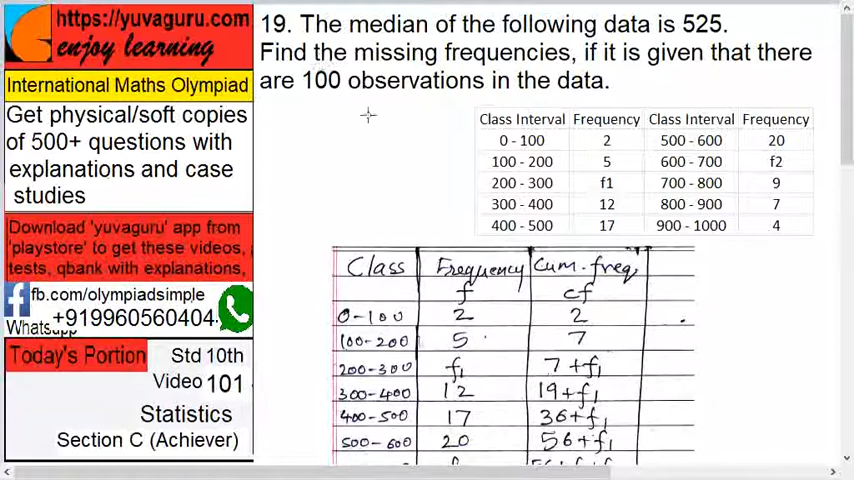 https://yuvaguru.com
enjoy learning
International Maths Olympiad
Get physical/soft copies
of 500+ questions with
explanations and case
studies
Download 'yuvaguru' app from
'playstore' to get these videos,
tests, qbank with explanations,
fb.com/olympiadsimple
+919960560404
Whatsapp
Today's Portion Std 10th
Video 101
Statistics
Section C (Achiever)
19. The median of the following data is 525.
Find the missing frequencies, if it is given that there
are 100 observations in the data.
Class Interval Frequency Class Interval Frequency
0 - 100 2 500 - 600 20
100 - 200 5 600 - 700 f2
200 - 300 f1 700 - 800 9
300 - 400 12 800 - 900 7
400 - 500 17 900 - 1000 4
Class Frequency Cum. freq
f cf
0-100 2 2
100-200 5 7
200-300 f1 7+f1
300-400 12 19+f1
400-500 17 36+f1
500-600 20 56+f1